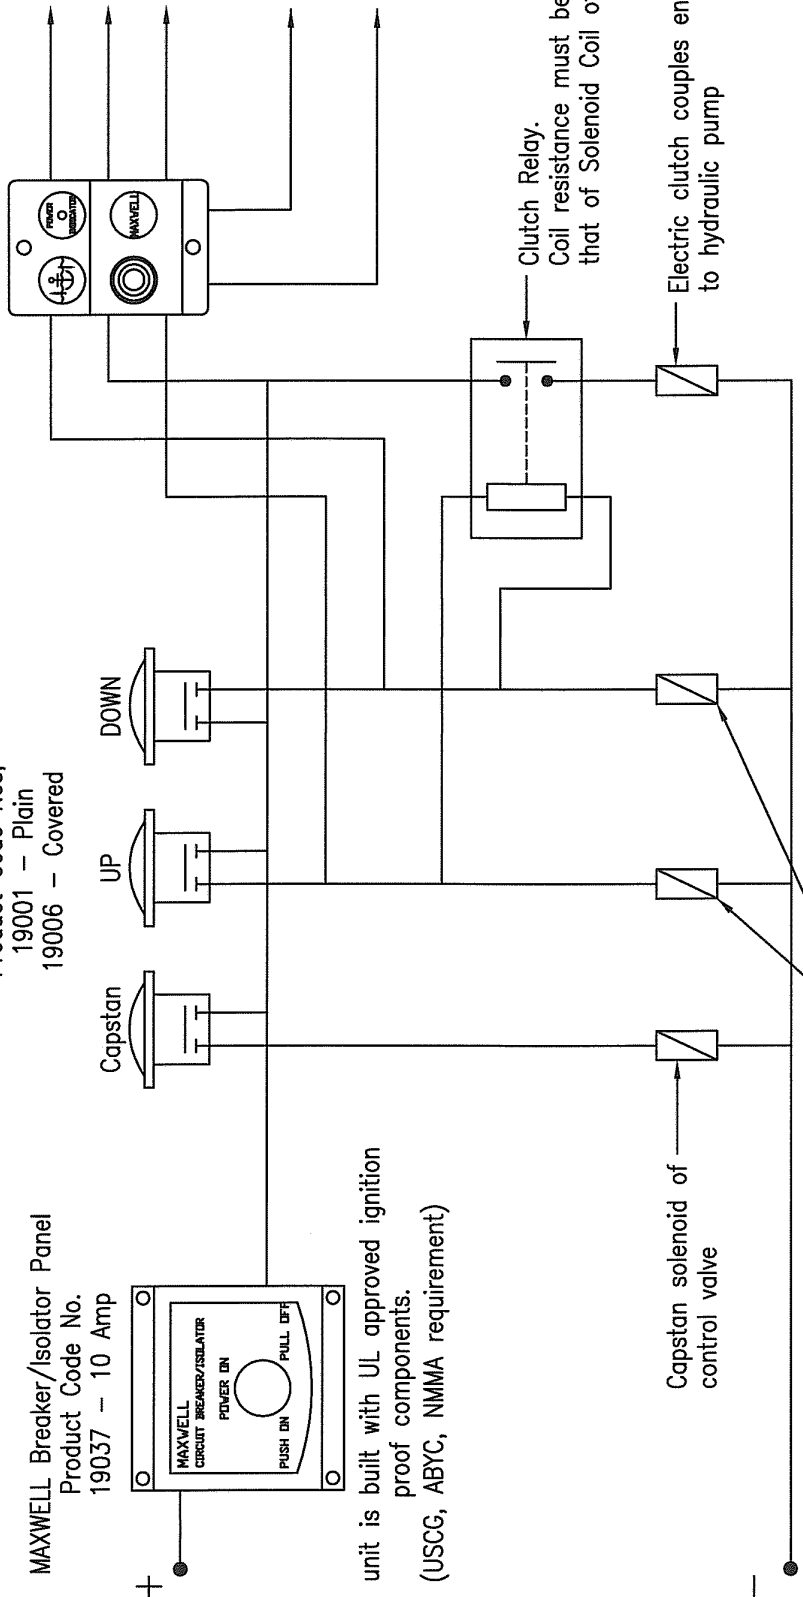 MAXWELL Breaker/Isolator Panel
Product Code No.
19037 – 10 Amp
MAXWELL
CIRCUIT BREAKER/ISOLATOR
POWER ON
PUSH ON
PULL OFF
unit is built with UL approved ignition
proof components.
(USCG, ABYC, NMMA requirement)
+
–
19001 – Plain
19006 – Covered
Capstan
UP
DOWN
POWER
INDICATOR
MAXWELL
Clutch Relay.
Coil resistance must be
that of Solenoid Coil of
Electric clutch couples en
to hydraulic pump
Capstan solenoid of
control valve